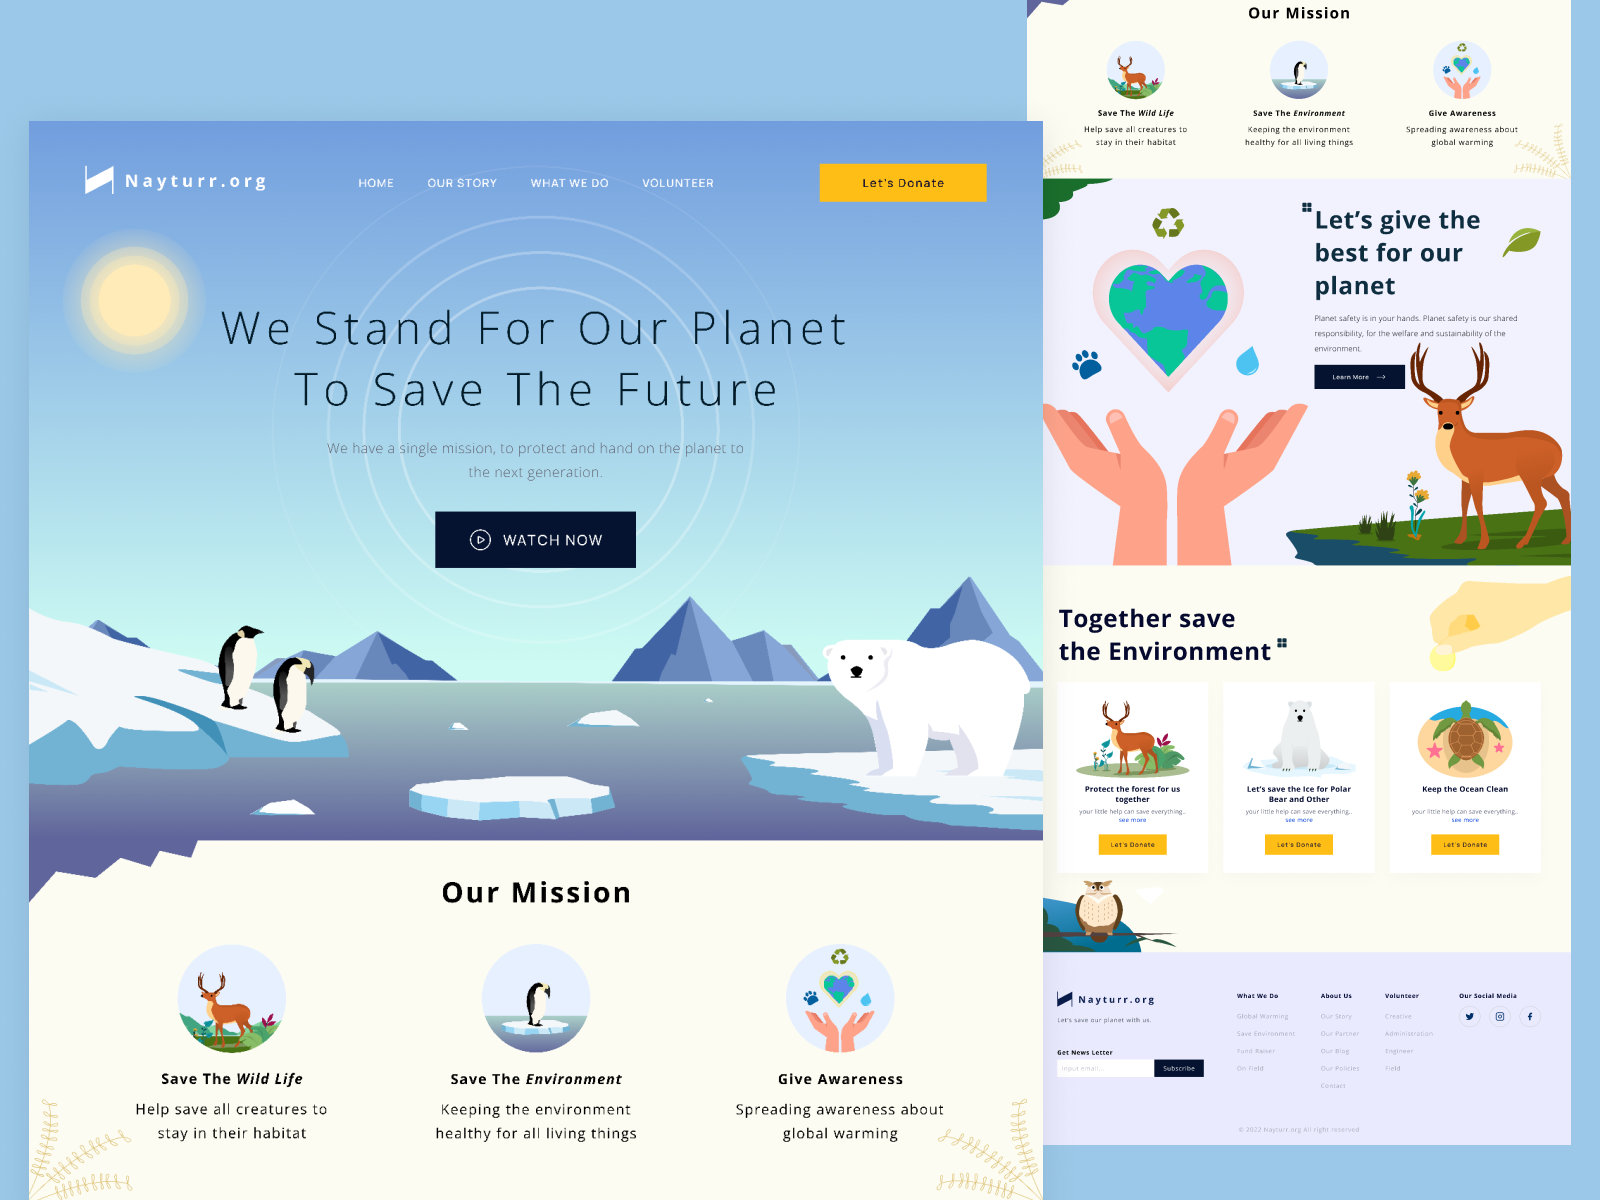 Nayturr.org
HOME
OUR STORY
WHAT WE DO
VOLUNTEER
Let's Donate
We Stand For Our Planet
To Save The Future
We have a single mission, to protect and hand on the planet to
the next generation.
WATCH NOW
Our Mission
Save The Wild Life
Help save all creatures to
stay in their habitat
Save The Environment
Keeping the environment
healthy for all living things
Give Awareness
Spreading awareness about
global warming
Our Mission
Save The Wild Life
Help save all creatures to
stay in their habitat
Save The Environment
Keeping the environment
healthy for all living things
Give Awareness
Spreading awareness about
global warming
Let's give the
best for our
planet
Planet safety is in your hands. Planet safety is our shared
responsibility, for the welfare and sustainability of the
environment.
Learn More
Together save
the Environment
Protect the forest for us
together
your little help can save everything..
see more
Let's Donate
Let's save the Ice for Polar
Bear and Other
your little help can save everything..
see more
Let's Donate
Keep the Ocean Clean
your little help can save everything..
see more
Let's Donate
Nayturr.org
Let's save our planet with us.
Get News Letter
Input email...
Subscribe
What We Do
Global Warming
Save Environment
Fund Raiser
On Field
About Us
Our Story
Our Partner
Our Blog
Our Policies
Contact
Volunteer
Creative
Administration
Engineer
Field
Our Social Media
© 2022 Nayturr.org All right reserved